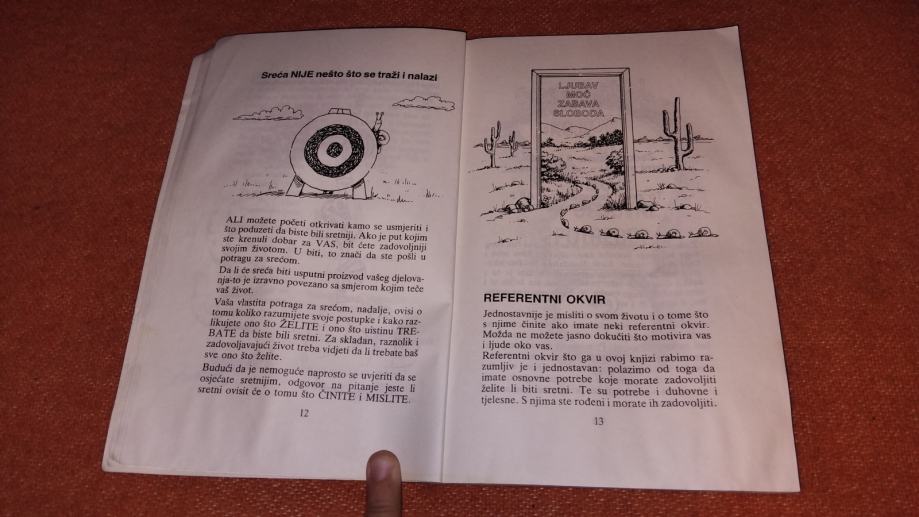 Sreća NIJE nešto što se traži i nalazi
ALI možete početi otkrivati kamo se usmjeriti i
što poduzeti da biste bili sretniji. Ako je put kojim
ste krenuli dobar za VAS, bit ćete zadovoljniji
svojim životom. U biti, to znači da ste pošli u
potragu za srećom.
Da li će sreća biti usputni proizvod vašeg djelova-
nja-to je izravno povezano sa smjerom kojim teče
vaš život.
Vaša vlastita potraga za srećom, nadalje, ovisi o
tomu koliko razumijete svoje postupke i kako raz-
likujete ono što ŽELITE i ono što uistinu TRE-
BATE da biste bili sretni. Za skladan, raznolik i
zadovoljavajući život treba vidjeti da li trebate baš
sve ono što želite.
Budući da je nemoguće naprosto se uvjeriti da se
osjećate sretnijim, odgovor na pitanje jeste li
sretni ovisit će o tomu što ČINITE i MISLITE.
12
LJUBAV
MOĆ
ZABAVA
SLOBODA
REFERENTNI OKVIR
Jednostavnije je misliti o svom životu i o tome što
s njime činite ako imate neki referentni okvir.
Možda ne možete jasno dokučiti što motivira vas
i ljude oko vas.
Referentni okvir što ga u ovoj knjizi rabimo ra-
zumljiv je i jednostavan: polazimo od toga da
imate osnovne potrebe koje morate zadovoljiti
želite li biti sretni. Te su potrebe i duhovne i
tjelesne. S njima ste rođeni i morate ih zadovoljiti.
13